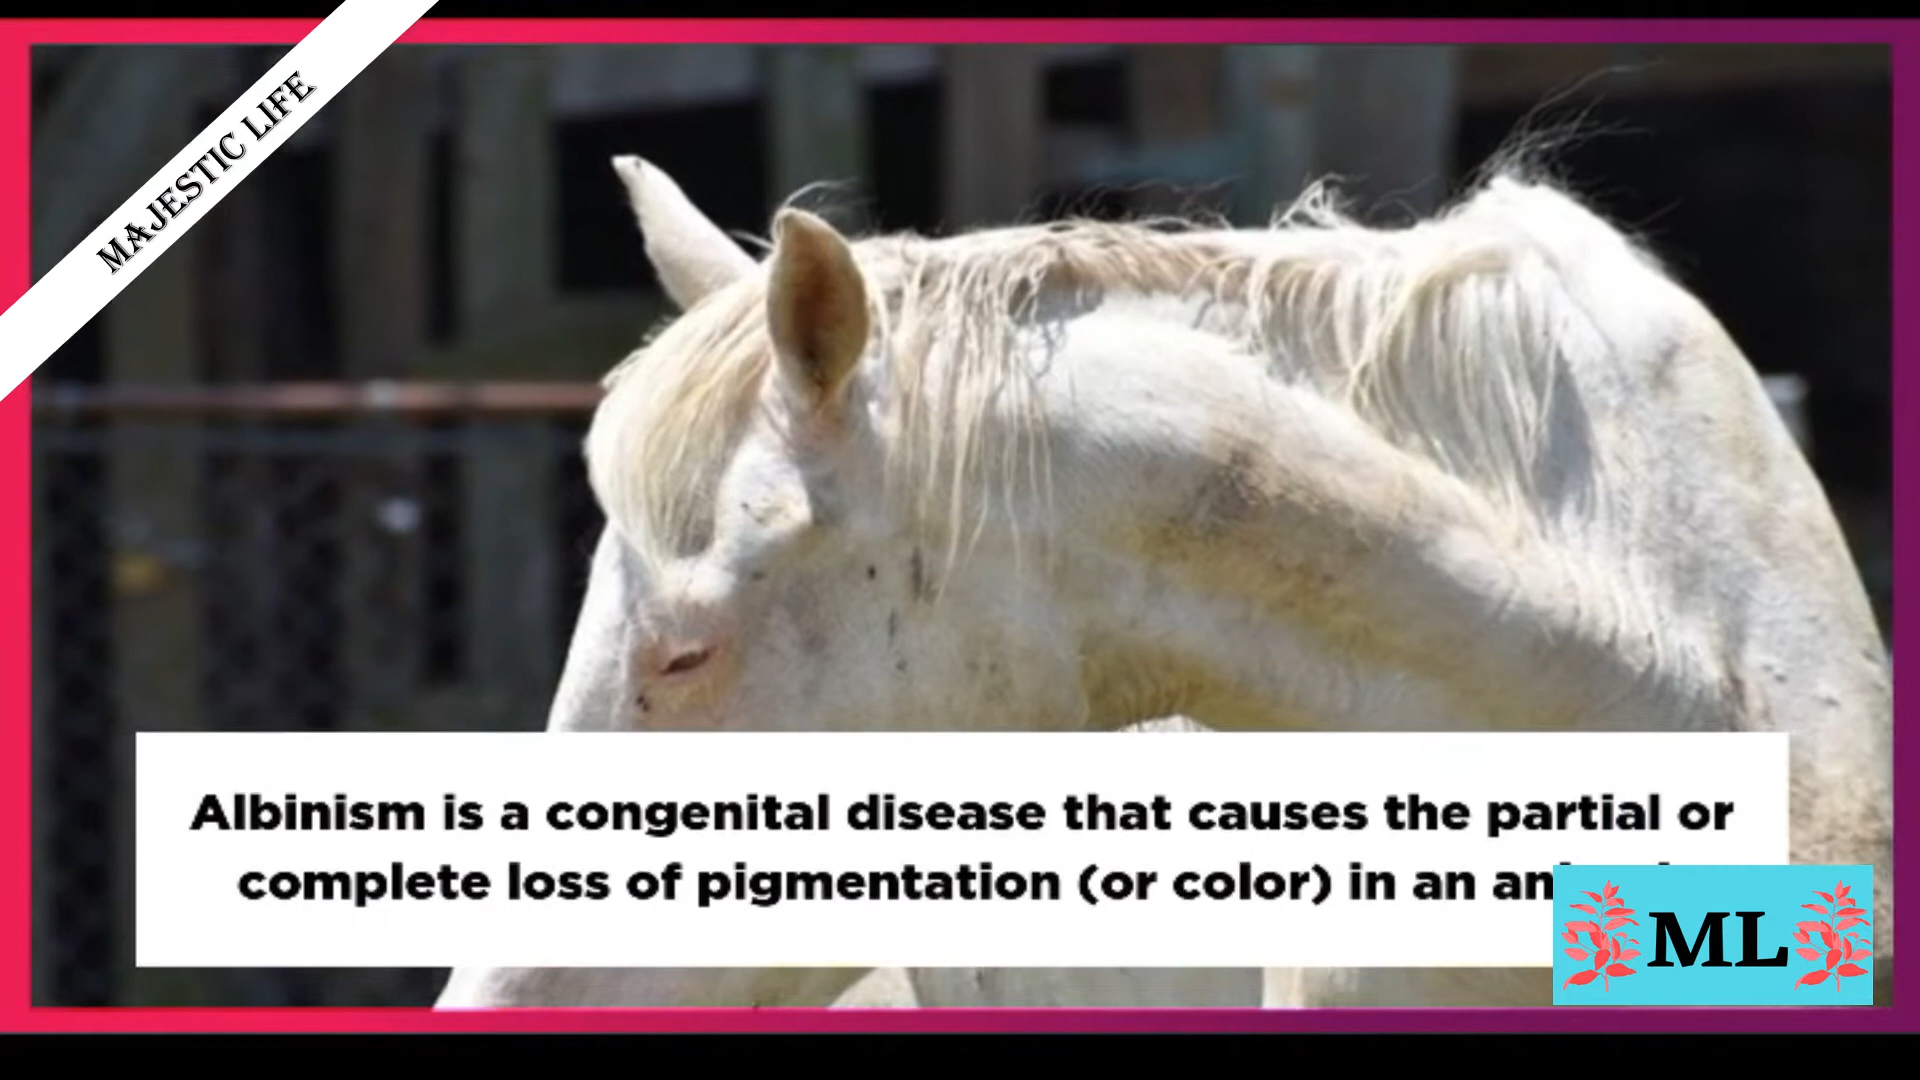 MAJESTIC LIFE
Albinism is a congenital disease that causes the partial or
complete loss of pigmentation (or color) in an
ML